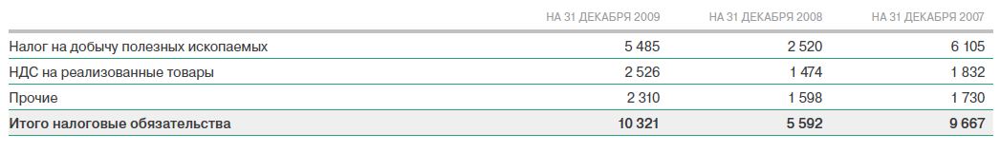 НА 31 ДЕКАБРЯ 2009 НА 31 ДЕКАБРЯ 2008 НА 31 ДЕКАБРЯ 2007
Налог на добычу полезных ископаемых 5 485 2 520 6 105
НДС на реализованные товары 2 526 1 474 1 832
Прочие 2 310 1 598 1 730
Итого налоговые обязательства 10 321 5 592 9 667